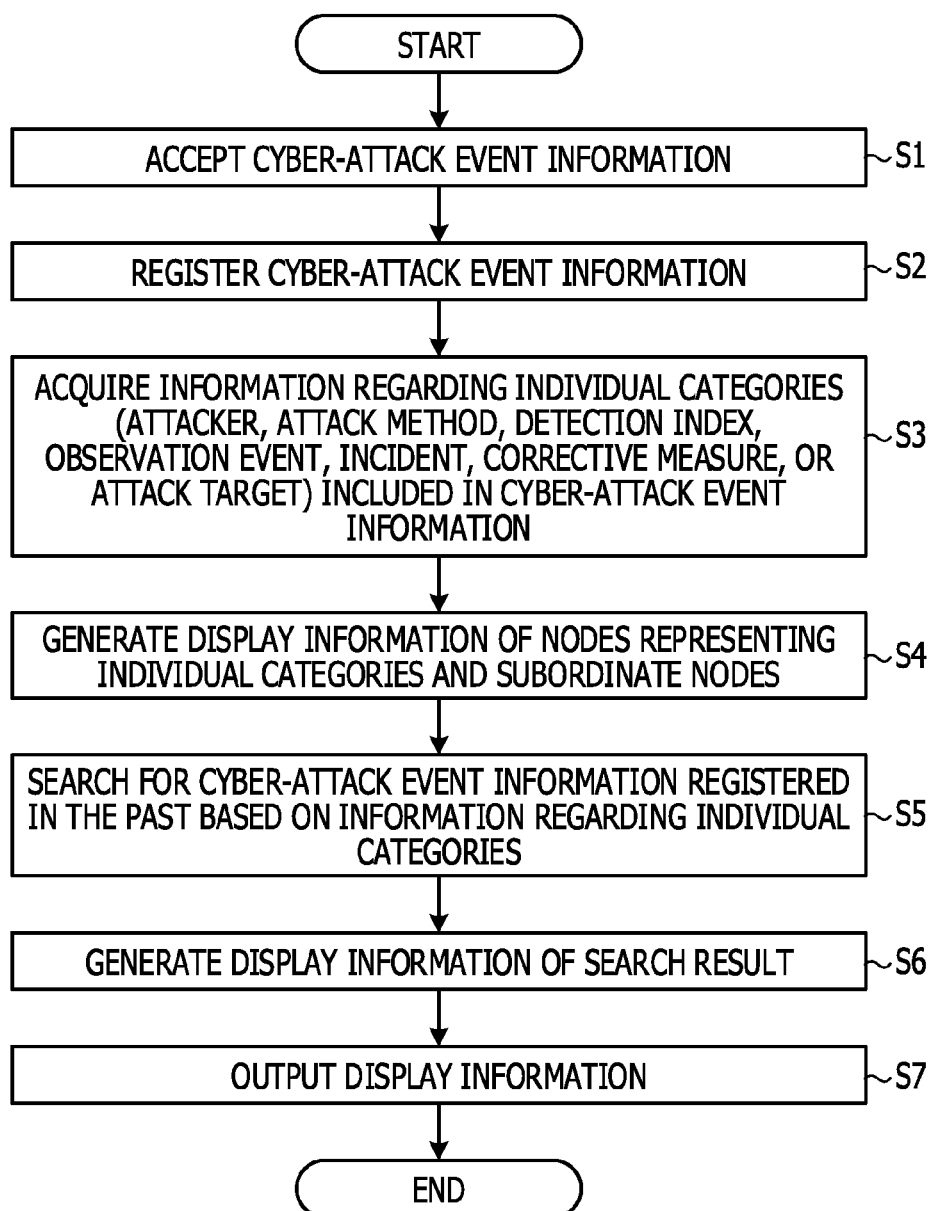 START
ACCEPT CYBER-ATTACK EVENT INFORMATION
~S1
REGISTER CYBER-ATTACK EVENT INFORMATION
~S2
ACQUIRE INFORMATION REGARDING INDIVIDUAL CATEGORIES
(ATTACKER, ATTACK METHOD, DETECTION INDEX,
OBSERVATION EVENT, INCIDENT, CORRECTIVE MEASURE, OR
ATTACK TARGET) INCLUDED IN CYBER-ATTACK EVENT
INFORMATION
~S3
GENERATE DISPLAY INFORMATION OF NODES REPRESENTING
INDIVIDUAL CATEGORIES AND SUBORDINATE NODES
~S4
SEARCH FOR CYBER-ATTACK EVENT INFORMATION REGISTERED
IN THE PAST BASED ON INFORMATION REGARDING INDIVIDUAL
CATEGORIES
~S5
GENERATE DISPLAY INFORMATION OF SEARCH RESULT
~S6
OUTPUT DISPLAY INFORMATION
~S7
END